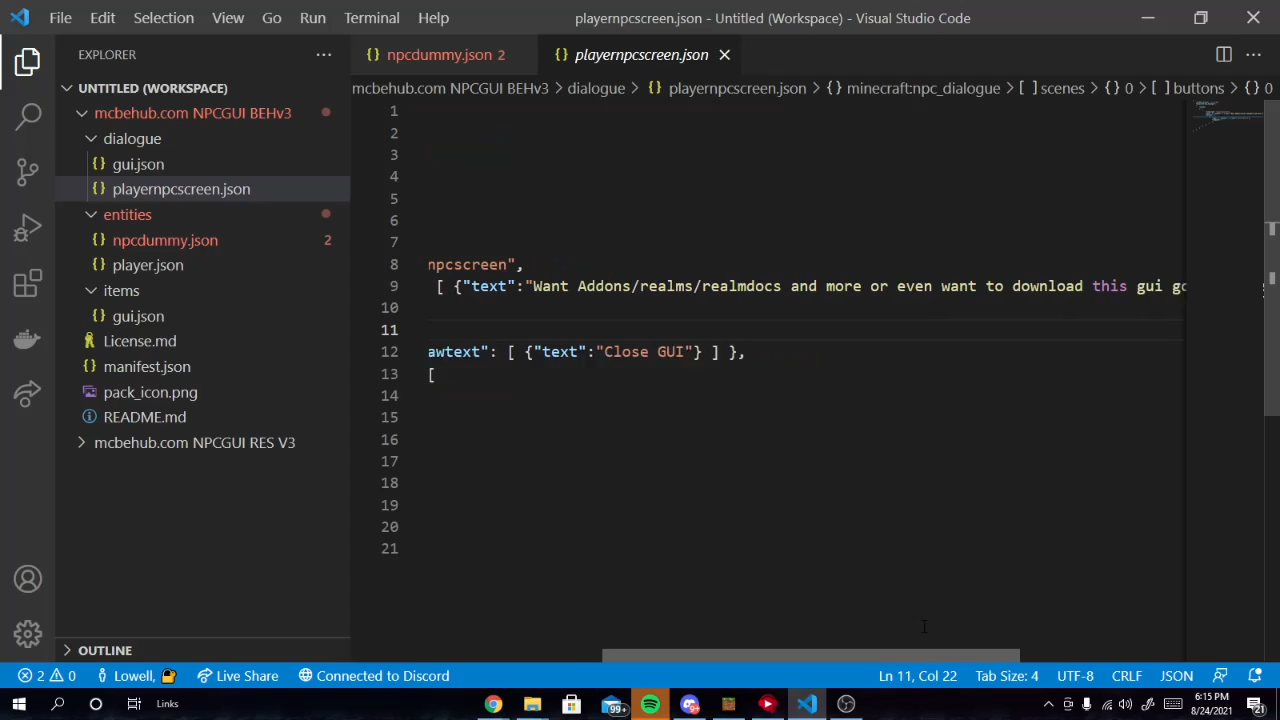 File Edit Selection View Go Run Terminal Help playernpcscreen.json - Untitled (Workspace) - Visual Studio Code
EXPLORER
npcdummy.json 2 playernpcscreen.json
UNTITLED (WORKSPACE)
mcbehub.com NPCGUI BEHv3 > dialogue > playernpcscreen.json > minecraft:npc_dialogue > scenes > 0 > buttons > 0
mcbehub.com NPCGUI BEHv3
dialogue
gui.json
playernpcscreen.json
entities
npcdummy.json 2
player.json
items
gui.json
License.md
manifest.json
pack_icon.png
README.md
mcbehub.com NPCGUI RES V3
OUTLINE
1
2
3
4
5
6
7
8 npcscreen",
9 [ {"text":"Want Addons/realms/realmdocs and more or even want to download this gui
10
11
12 awtext": [ {"text":"Close GUI"} ] },
13 [
14
15
16
17
18
19
20
21
2 0 Lowell, Live Share Connected to Discord Ln 11, Col 22 Tab Size: 4 UTF-8 CRLF JSON
Links 99+ 6:15 PM
8/24/2021 21